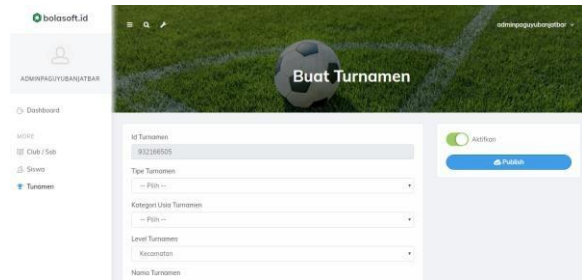 bolasoft.id
adminpaguyubanjatbar
Buat Turnamen
ADMINPAGUYUBANJATBAR
Dashboard
MORE
Club / Ssb
Siswa
Turnamen
Id Turnamen
932166505
Tipe Turnamen
-- Pilih --
Kategori Usia Turnamen
-- Pilih --
Level Turnamen
Kecamatan
Nama Turnamen
Aktifkan
Publish